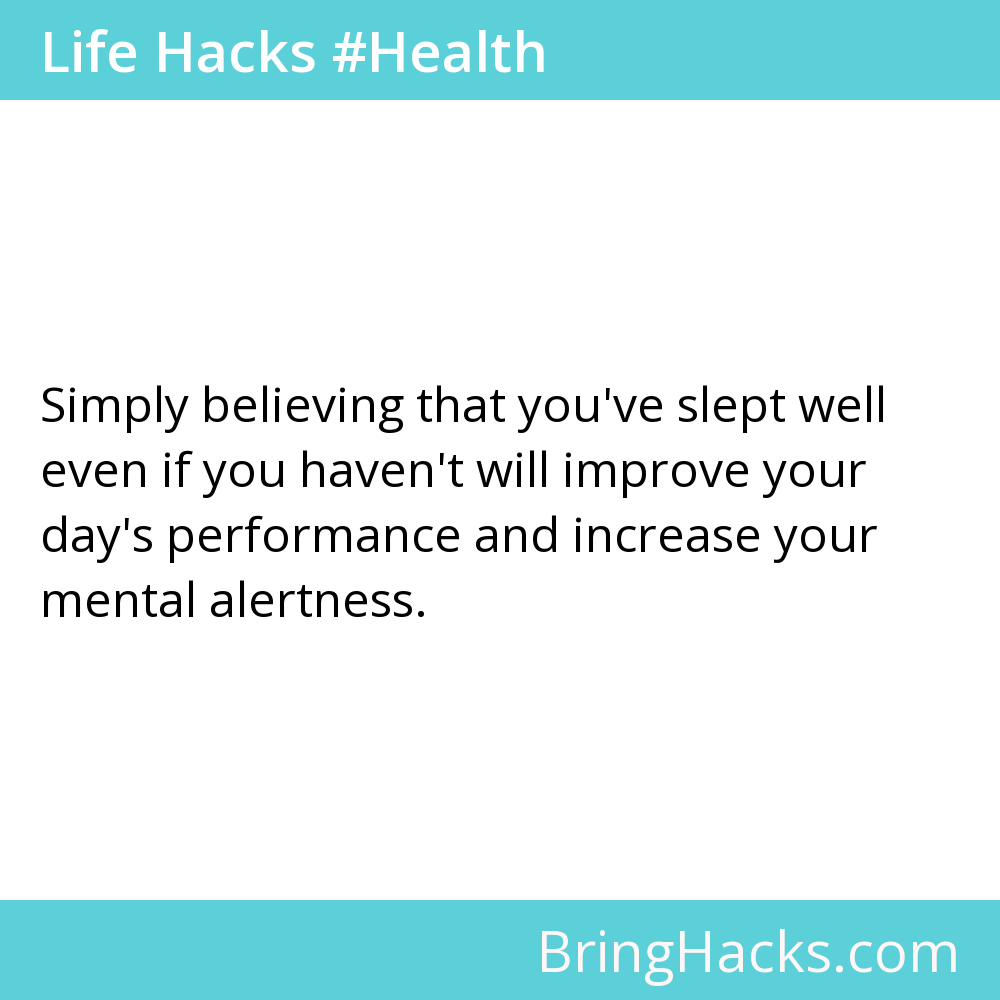 Life Hacks #Health
Simply believing that you've slept well
even if you haven't will improve your
day's performance and increase your
mental alertness.
BringHacks.com